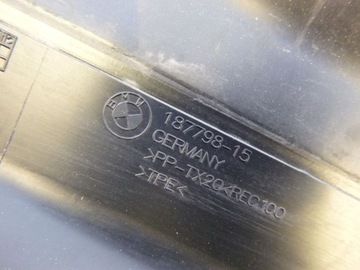 BMW
187798-15
GERMANY
>PP-TX20<REC100
>TPE<